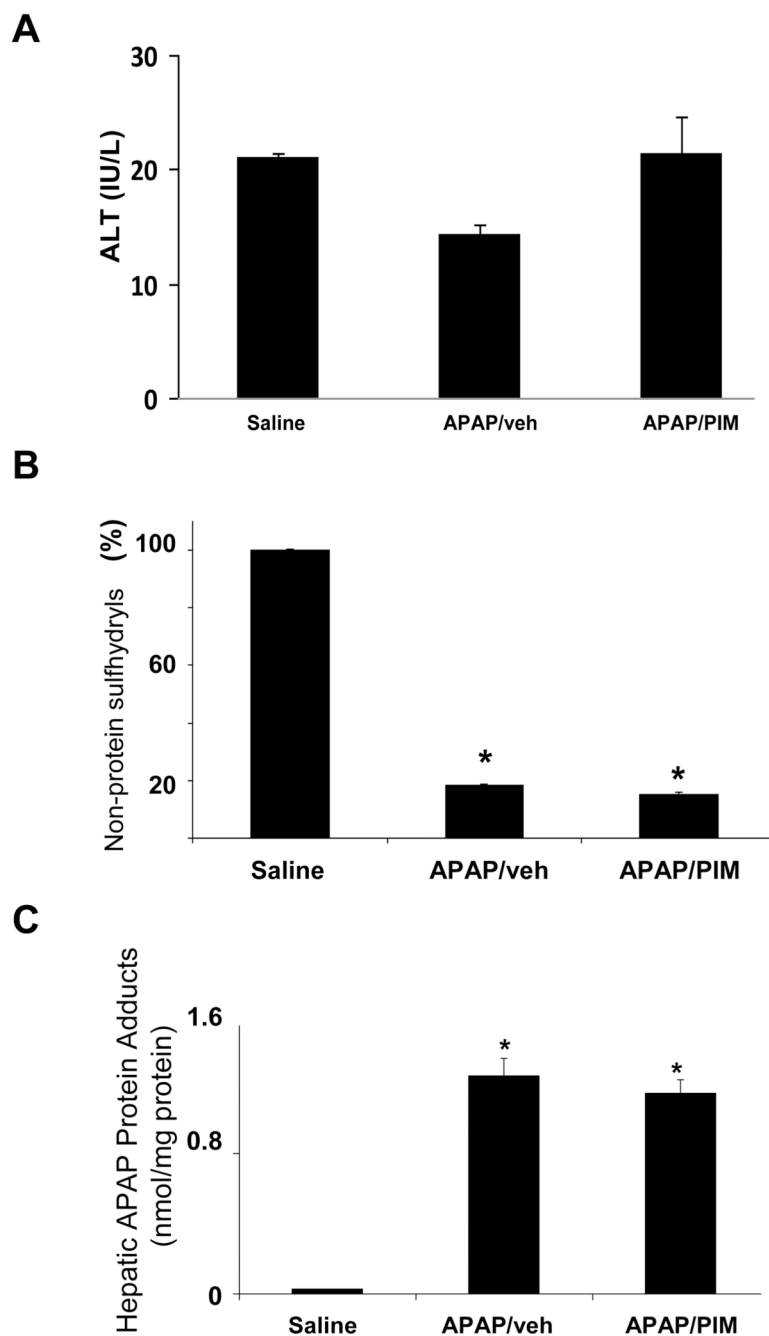 A
ALT (IU/L)
30
20
10
0
Saline APAP/veh APAP/PIM
B
Non-protein sulfhydryls (%)
100
60
20
* *
Saline APAP/veh APAP/PIM
C
Hepatic APAP Protein Adducts
(nmol/mg protein)
1.6
0.8
0
* *
Saline APAP/veh APAP/PIM